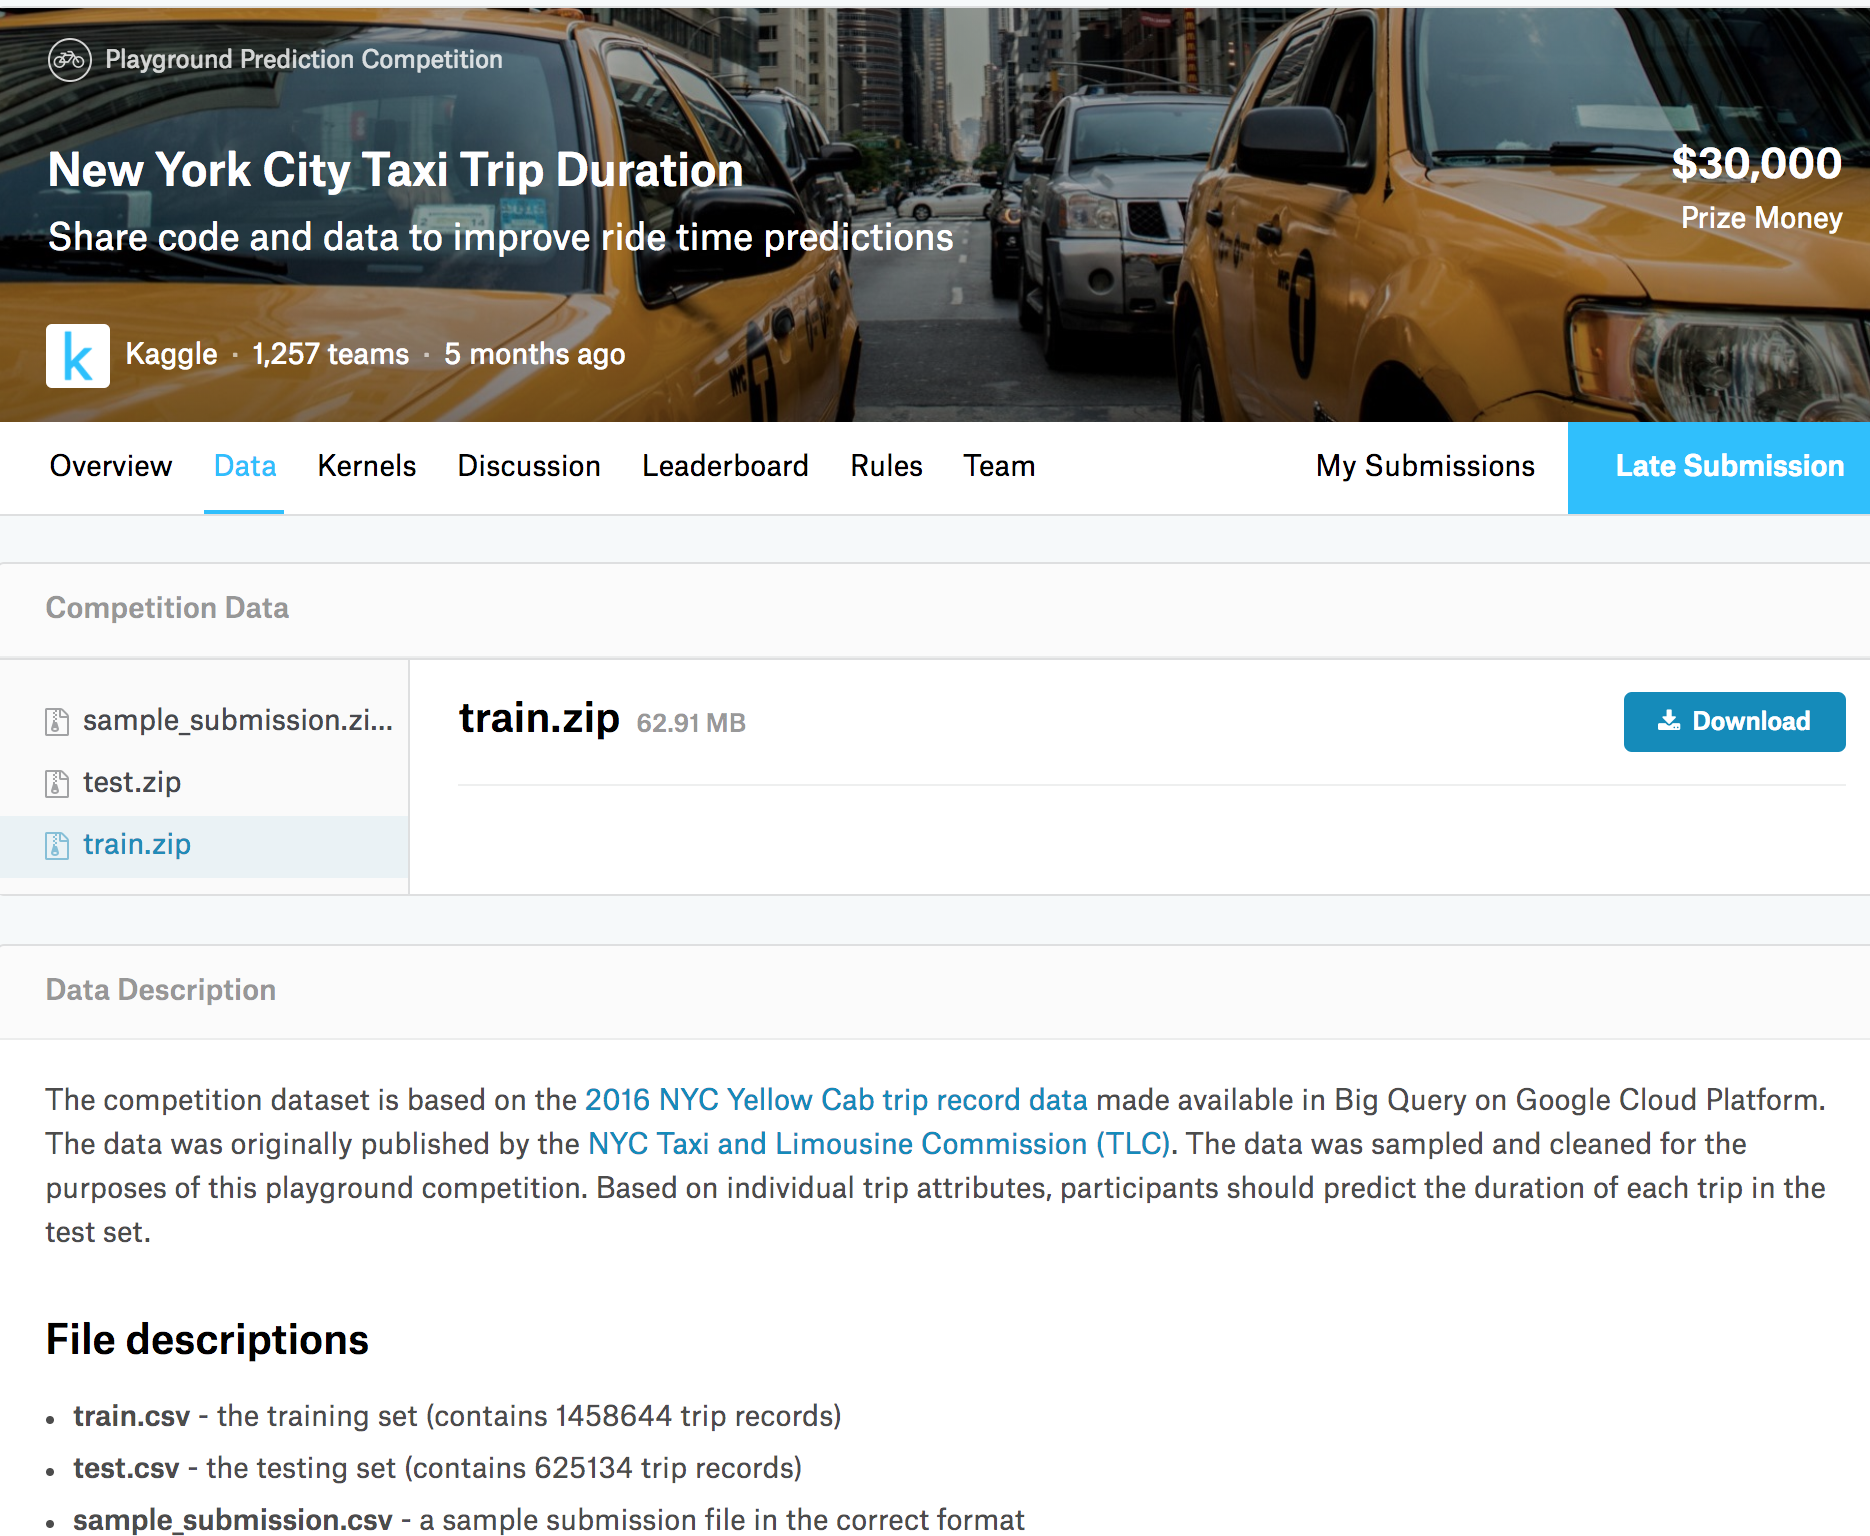 Playground Prediction Competition
New York City Taxi Trip Duration
$30,000
Share code and data to improve ride time predictions
Prize Money
k
Kaggle · 1,257 teams · 5 months ago
Overview Data Kernels Discussion Leaderboard Rules Team My Submissions Late Submission
Competition Data
sample_submission.zi...
test.zip
train.zip
train.zip 62.91 MB
Download
Data Description
The competition dataset is based on the 2016 NYC Yellow Cab trip record data made available in Big Query on Google Cloud Platform.
The data was originally published by the NYC Taxi and Limousine Commission (TLC). The data was sampled and cleaned for the
purposes of this playground competition. Based on individual trip attributes, participants should predict the duration of each trip in the
test set.
File descriptions
• train.csv - the training set (contains 1458644 trip records)
• test.csv - the testing set (contains 625134 trip records)
• sample_submission.csv - a sample submission file in the correct format